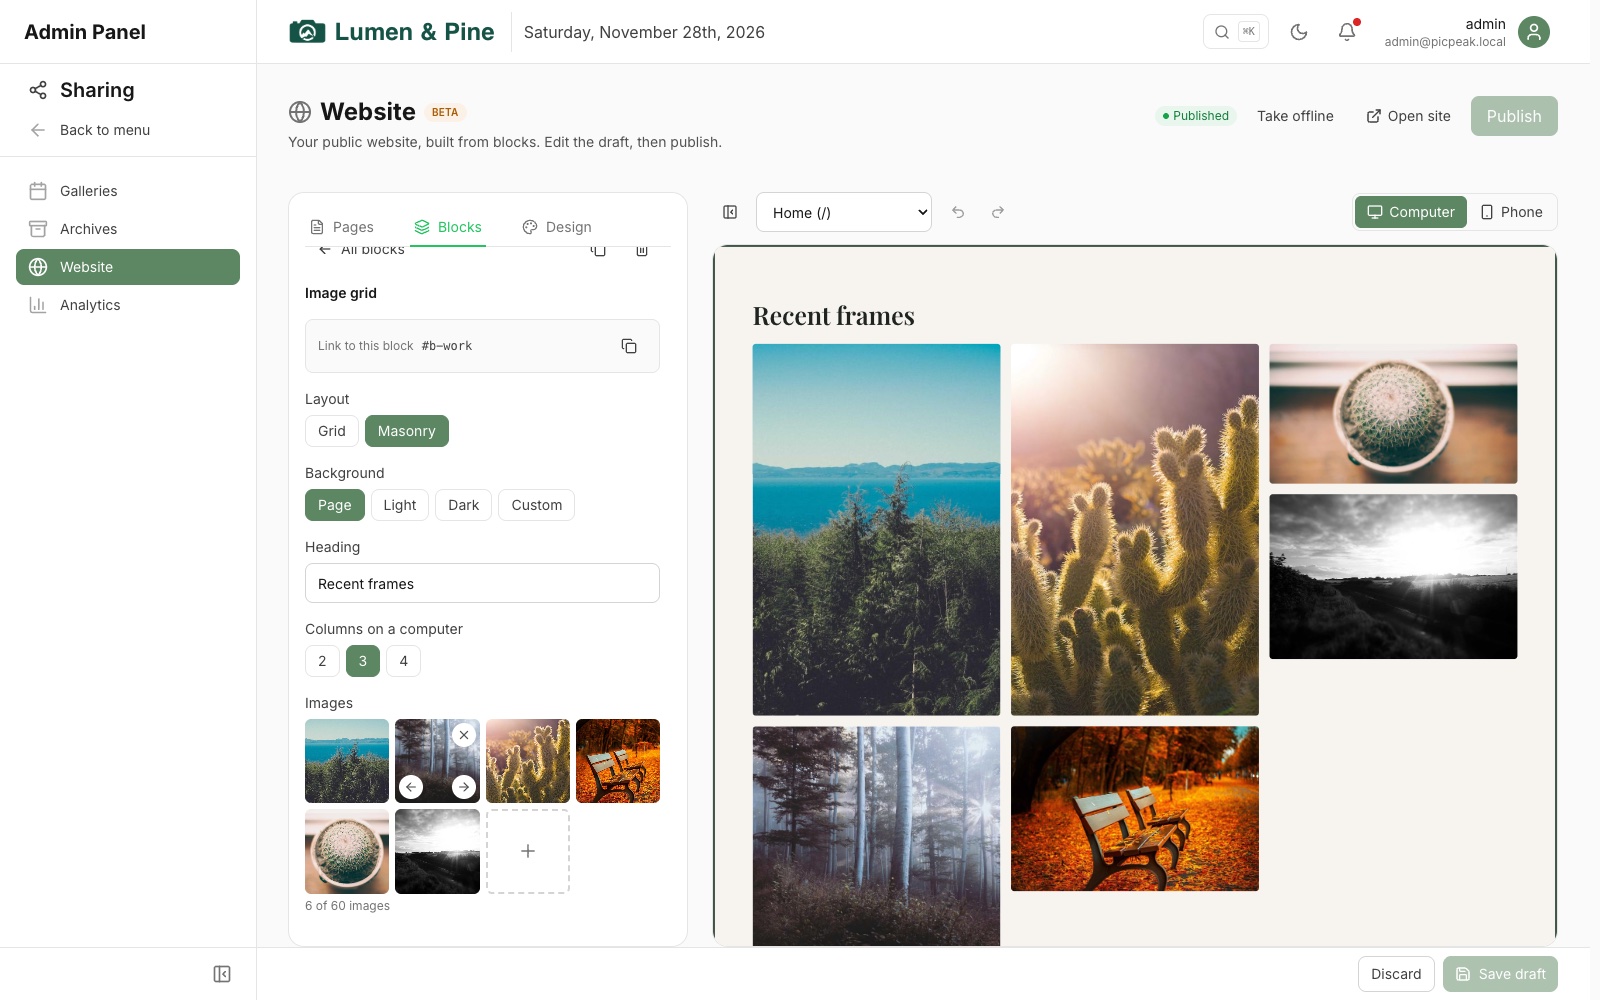 Admin Panel
Lumen & Pine
Saturday, November 28th, 2026
⌘K
admin
admin@picpeak.local
Sharing
Back to menu
Galleries
Archives
Website
Analytics
Website
BETA
Your public website, built from blocks. Edit the draft, then publish.
Published
Take offline
Open site
Publish
Pages
Blocks
Design
All blocks
Image grid
Link to this block #b-work
Layout
Grid
Masonry
Background
Page
Light
Dark
Custom
Heading
Recent frames
Columns on a computer
2
3
4
Images
6 of 60 images
Home (/)
Computer
Phone
Recent frames
Discard
Save draft